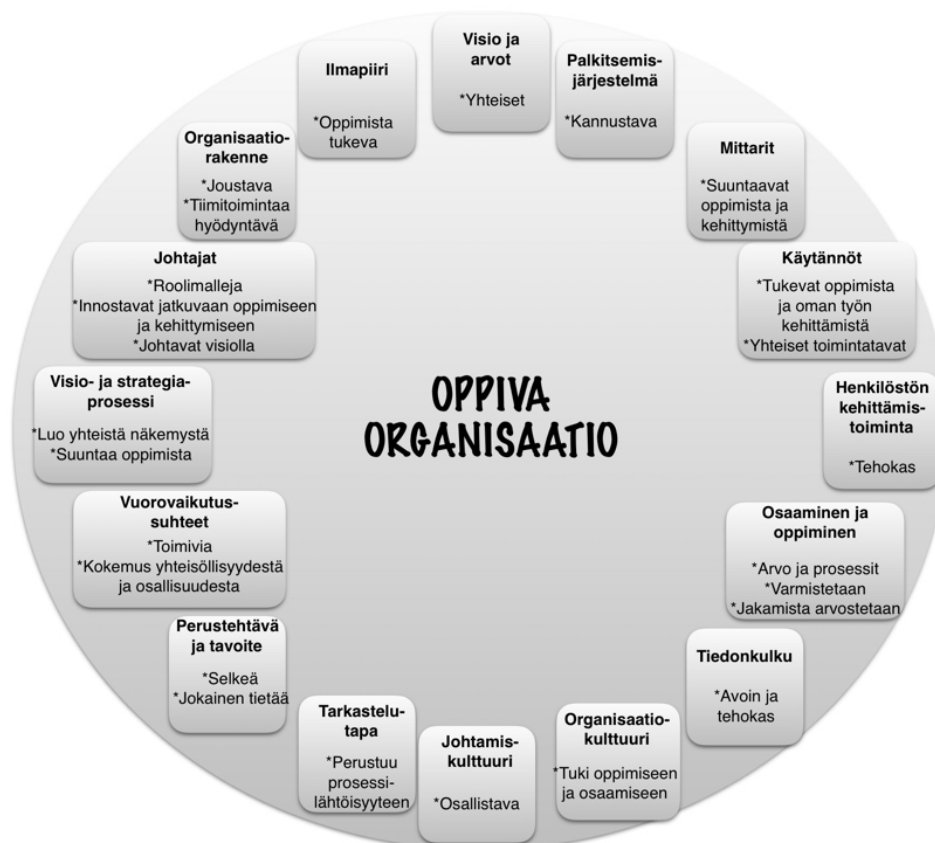 Visio ja
arvot
*Yhteiset
Palkitsemis-
järjestelmä
*Kannustava
Mittarit
*Suuntaavat
oppimista ja
kehittymistä
Käytännöt
*Tukevat oppimista
ja oman työn
kehittämistä
*Yhteiset toimintatavat
Henkilöstön
kehittämis-
toiminta
*Tehokas
Osaaminen ja
oppiminen
*Arvo ja prosessit
*Varmistetaan
*Jakamista arvostetaan
Tiedonkulku
*Avoin ja
tehokas
Organisaatio-
kulttuuri
*Tuki oppimiseen
ja osaamiseen
Johtamis-
kulttuuri
*Osallistava
Tarkastelu-
tapa
*Perustuu
prosessi-
lähtöisyyteen
Perustehtävä
ja tavoite
*Selkeä
*Jokainen tietää
Vuorovaikutus-
suhteet
*Toimivia
*Kokemus yhteisöllisyydestä
ja osallisuudesta
Visio- ja strategia-
prosessi
*Luo yhteistä näkemystä
*Suuntaa oppimista
Johtajat
*Roolimalleja
*Innostavat jatkuvaan oppimiseen
ja kehittymiseen
*Johtavat visiolla
Organisaatio-
rakenne
*Joustava
*Tiimitoimintaa
hyödyntävä
Ilmapiiri
*Oppimista
tukeva
OPPIVA
ORGANISAATIO